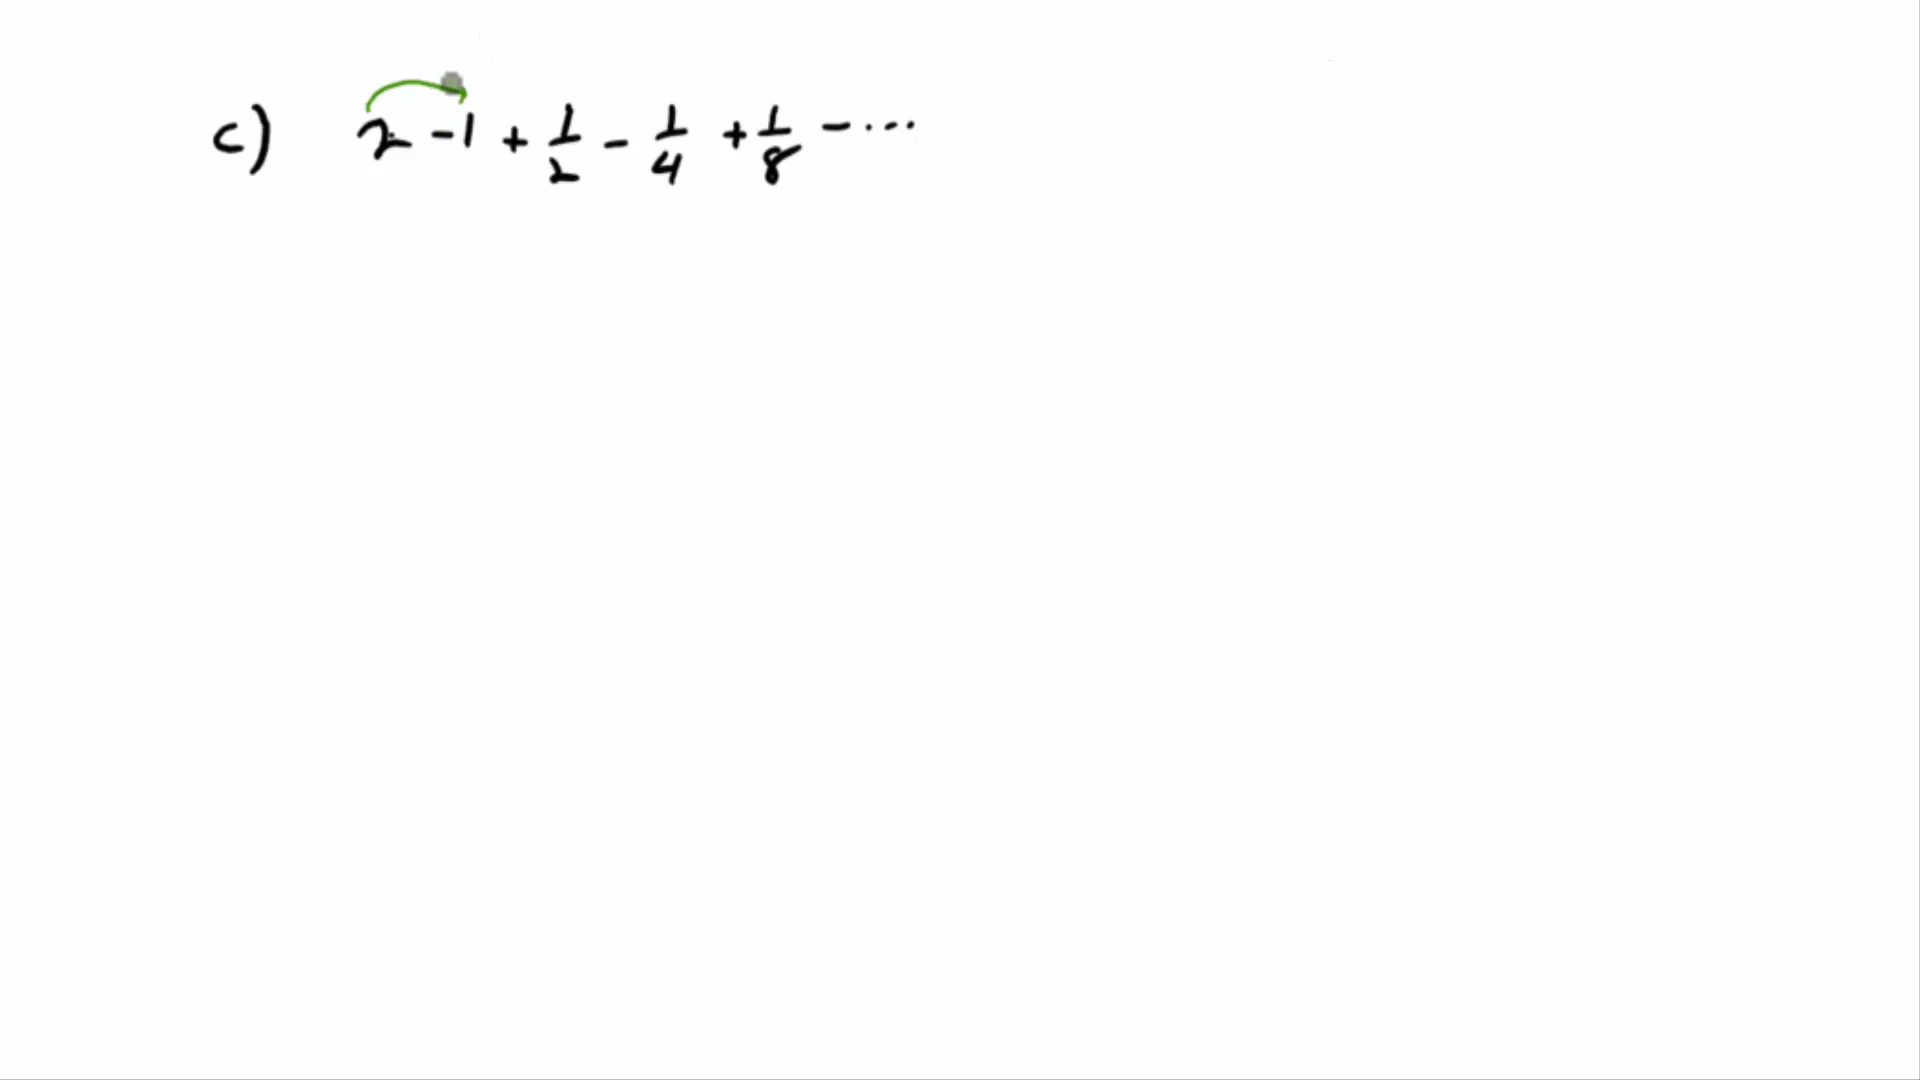 c) 2 - 1 + 1/2 - 1/4 + 1/8 - ...